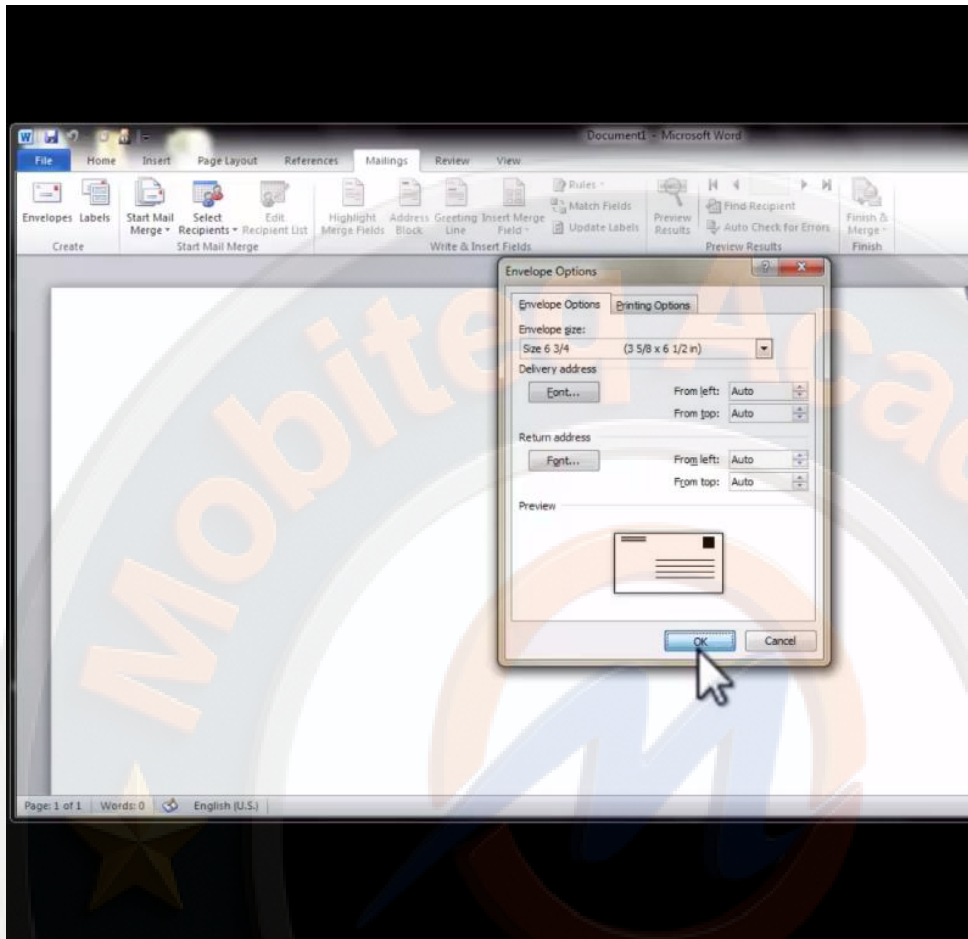 Document1 - Microsoft Word
File Home Insert Page Layout References Mailings Review View
Envelopes Labels Start Mail Merge Select Recipients Edit Recipient List Highlight Merge Fields Address Block Greeting Line Insert Merge Field Rules Match Fields Update Labels Preview Results Find Recipient Auto Check for Errors Finish & Merge
Create Start Mail Merge Write & Insert Fields Preview Results Finish
Envelope Options
Envelope Options Printing Options
Envelope size:
Size 6 3/4 (3 5/8 x 6 1/2 in)
Delivery address
Font... From left: Auto
From top: Auto
Return address
Font... From left: Auto
From top: Auto
Preview
OK Cancel
Page: 1 of 1 Words: 0 English (U.S.)
Mobiteq Aca